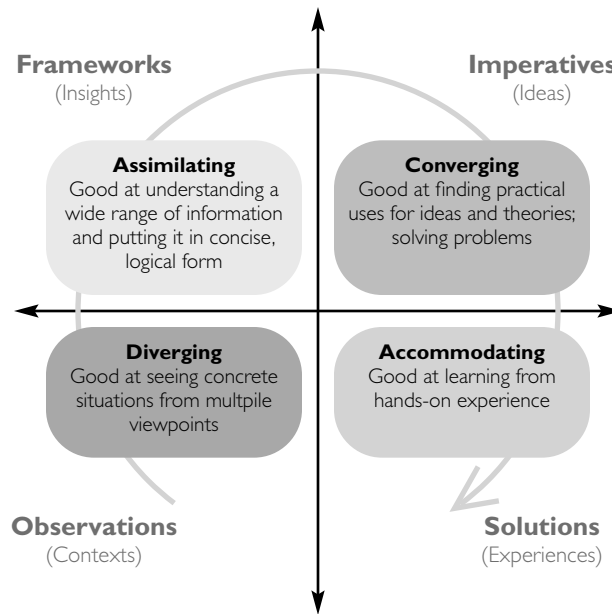 Frameworks
(Insights)
Imperatives
(Ideas)
Assimilating
Good at understanding a
wide range of information
and putting it in concise,
logical form
Converging
Good at finding practical
uses for ideas and theories;
solving problems
Diverging
Good at seeing concrete
situations from multpile
viewpoints
Accommodating
Good at learning from
hands-on experience
Observations
(Contexts)
Solutions
(Experiences)